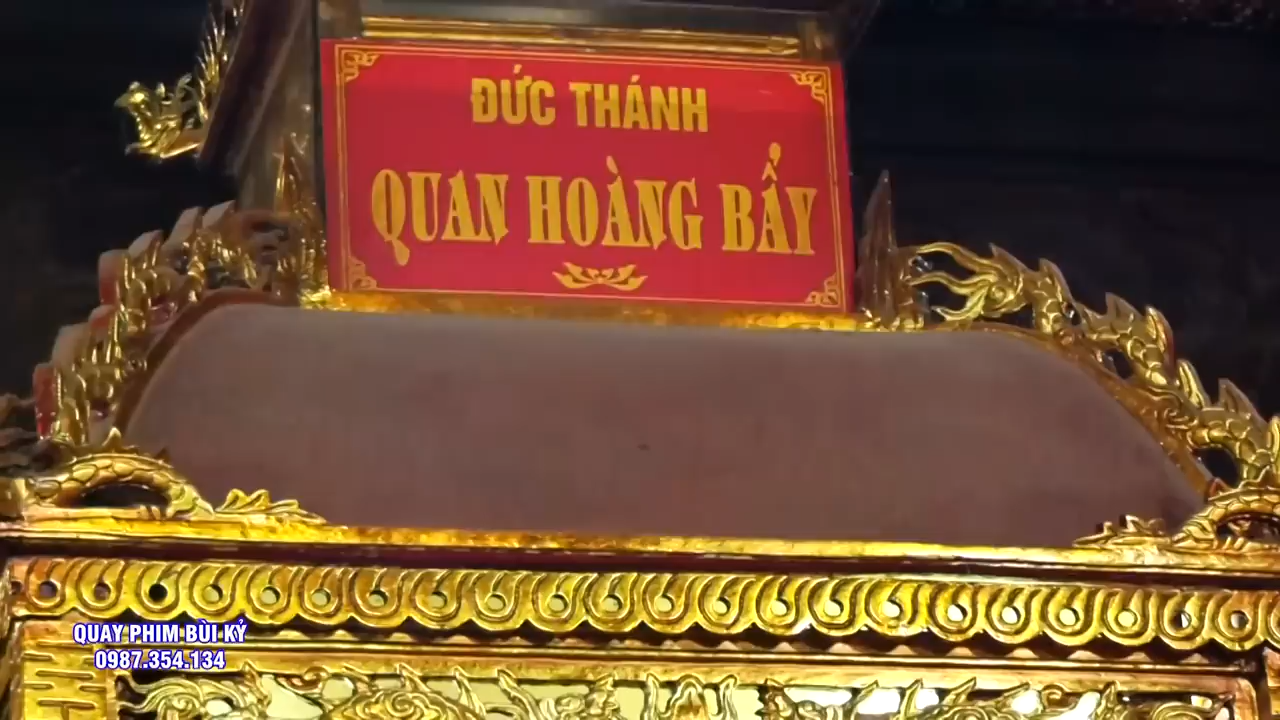 ĐỨC THÁNH
QUAN HOÀNG BẨY
QUAY PHIM BÙI KỶ
0987.354.134